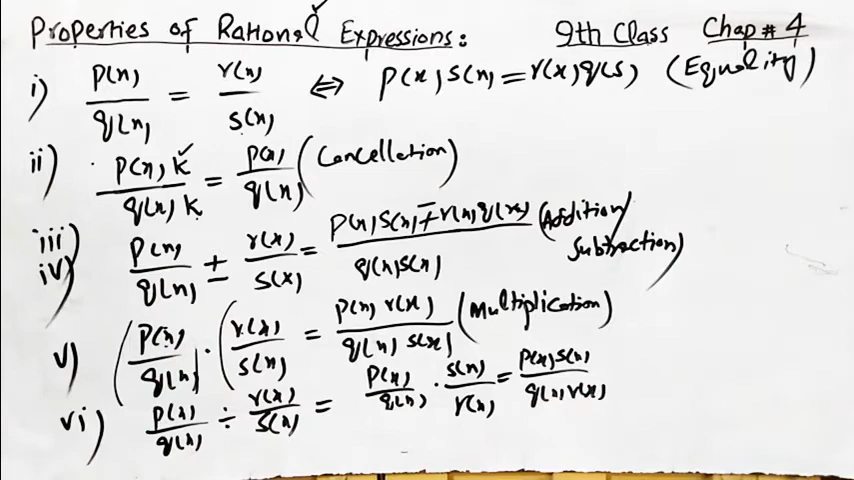 Properties of Rational Expressions: 9th Class Chap # 4
i) P(x)/q(x) = r(x)/s(x) ⇔ P(x) s(x) = r(x) q(s) (Equality)
ii) P(x) K/q(x) K = P(x)/q(x) (Cancellation)
iii) iv) P(x)/q(x) ± r(x)/s(x) = P(x) s(x) ∓ r(x) q(x)/q(x) s(x) (Addition/Subtraction)
v) (P(x)/q(x) · (r(x)/s(x) = P(x) r(x)/q(x) s(x) (Multiplication)
vi) P(x)/q(x) ÷ r(x)/s(x) = P(x)/q(x) · s(x)/r(x) = P(x) s(x)/q(x) r(x)